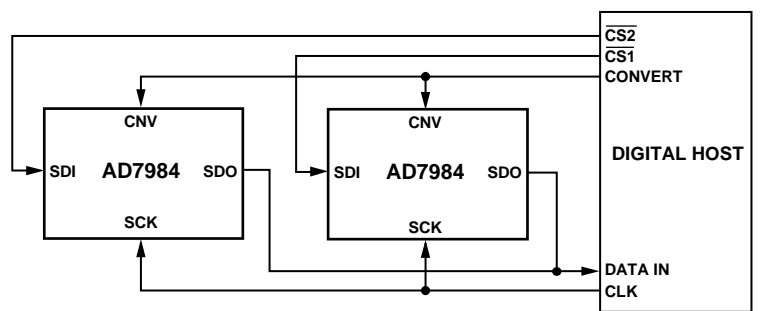 CS2
CS1
CONVERT
CNV
CNV
DIGITAL HOST
SDI AD7984 SDO
SDI AD7984 SDO
SCK
SCK
DATA IN
CLK